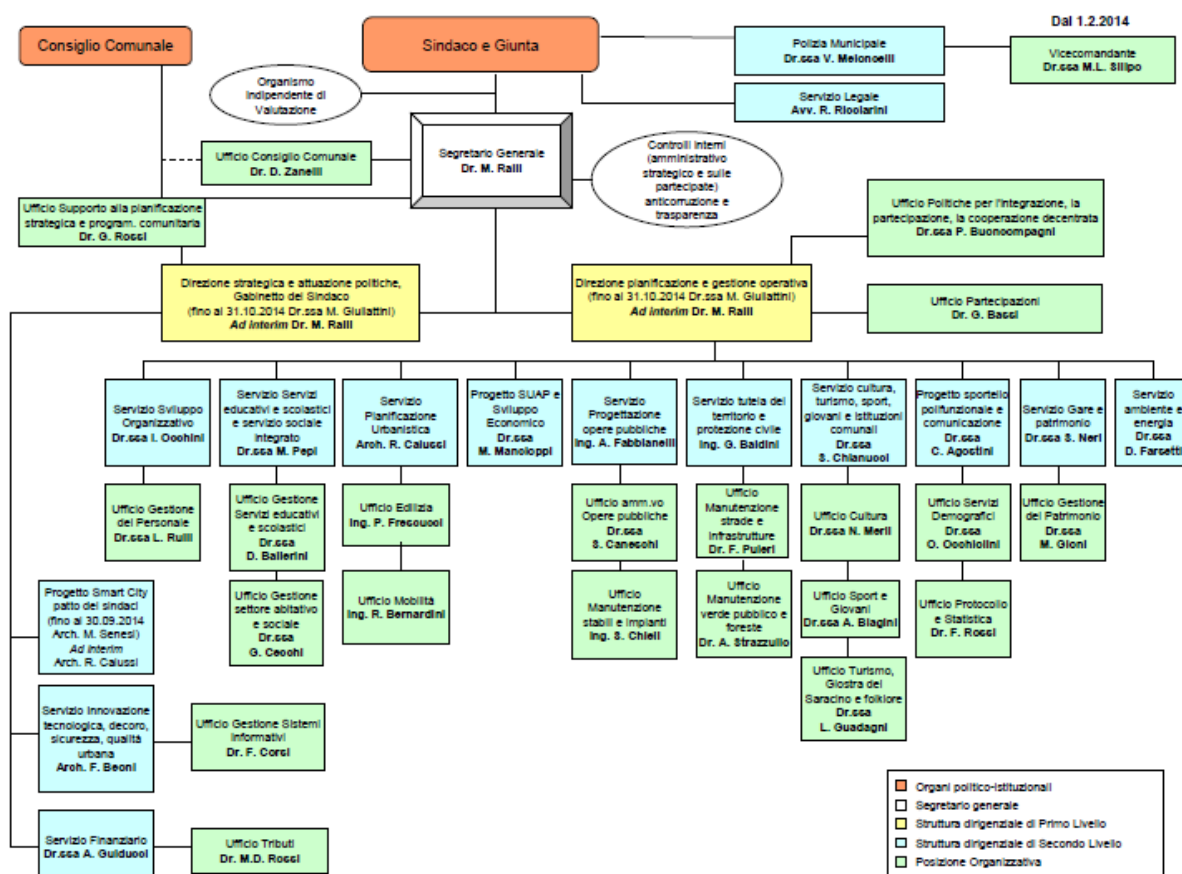 Dal 1.2.2014
Consiglio Comunale
Sindaco e Giunta
Polizia Municipale
Dr.ssa V. Meloncelli
Vicecomandante
Dr.ssa M.L. Silipo
Organismo
Indipendente di
Valutazione
Servizio Legale
Avv. R. Ricciarini
Ufficio Consiglio Comunale
Dr. D. Zanelli
Segretario Generale
Dr. M. Ralli
Controlli interni
(amministrativo
strategico e sulle
partecipate)
anticorruzione e
trasparenza
Ufficio Supporto alla planificazione
strategica e program. comunitaria
Dr. G. Rossi
Ufficio Politiche per l'integrazione, la
partecipazione, la cooperazione decentrata
Dr.ssa P. Buoncompagni
Direzione strategica e attuazione politiche,
Gabinetto del Sindaco
(fino al 31.10.2014 Dr.ssa M. Giuliattini)
Ad interim Dr. M. Ralli
Direzione planificazione e gestione operativa
(fino al 31.10.2014 Dr.ssa M. Giuliattini)
Ad interim Dr. M. Ralli
Ufficio Partecipazioni
Dr. G. Bassi
Servizio Sviluppo
Organizzativo
Dr.ssa I. Occhini
Servizio Servizi
educativi e scolastici
e servizio sociale
integrato
Dr.ssa M. Pepi
Servizio
Pianificazione
Urbanistica
Arch. R. Calussi
Progetto SUAP e
Sviluppo
Economico
Dr.ssa
M. Mancioppi
Servizio
Progettazione
opere pubbliche
Ing. A. Fabbianelli
Servizio tutela del
territorio e
protezione civile
Ing. G. Baldini
Servizio cultura,
turismo, sport,
giovani e istituzioni
comunali
Dr.ssa
S. Chianucci
Progetto sportello
polifunzionale e
comunicazione
Dr.ssa
C. Agostini
Servizio Gare e
patrimonio
Dr.ssa S. Neri
Servizio
ambiente e
energia
Dr.ssa
D. Farsetti
Ufficio Gestione
del Personale
Dr.ssa L. Rulli
Ufficio Gestione
Servizi educativi
e scolastici
Dr.ssa
D. Ballerini
Ufficio Edilizia
Ing. P. Frescucci
Ufficio amm.vo
Opere pubbliche
Dr.ssa
S. Caneschi
Ufficio
Manutenzione
strade e
infrastrutture
Dr. F. Puleri
Ufficio Cultura
Dr.ssa N. Merli
Ufficio Servizi
Demografici
Dr.ssa
O. Occhiolini
Ufficio Gestione
del Patrimonio
Dr.ssa
M. Gioni
Progetto Smart City
patto dei sindaci
(fino al 30.09.2014
Arch. M. Senesi)
Ad interim
Arch. R. Calussi
Ufficio Gestione
settore abitativo
e sociale
Dr.ssa
G. Cecchi
Ufficio Mobilità
Ing. R. Bernardini
Ufficio
Manutenzione
stabili e impianti
Ing. S. Chieli
Ufficio
Manutenzione
verde pubblico e
foreste
Dr. A. Strazzullo
Ufficio Sport e
Giovani
Dr.ssa A. Biagini
Ufficio Protocollo
e Statistica
Dr. F. Rossi
Ufficio Turismo,
Giostra del
Saracino e folklore
Dr.ssa
L. Guadagni
Servizio Innovazione
tecnologica, decoro,
sicurezza, qualità
urbana
Arch. F. Beoni
Ufficio Gestione Sistemi
Informativi
Dr. F. Corsi
Servizio Finanziario
Dr.ssa A. Guiducci
Ufficio Tributi
Dr. M.D. Rossi
Organi politico-istituzionali
Segretario generale
Struttura dirigenziale di Primo Livello
Struttura dirigenziale di Secondo Livello
Posizione Organizzativa